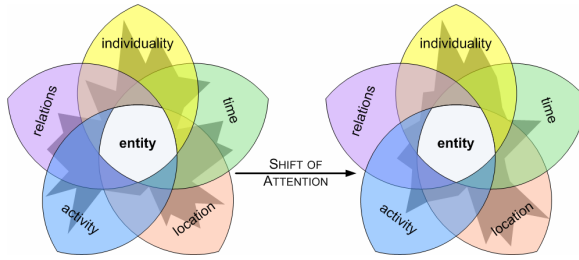 individuality
relations
time
entity
activity
location
SHIFT OF
ATTENTION
individuality
relations
time
entity
activity
location